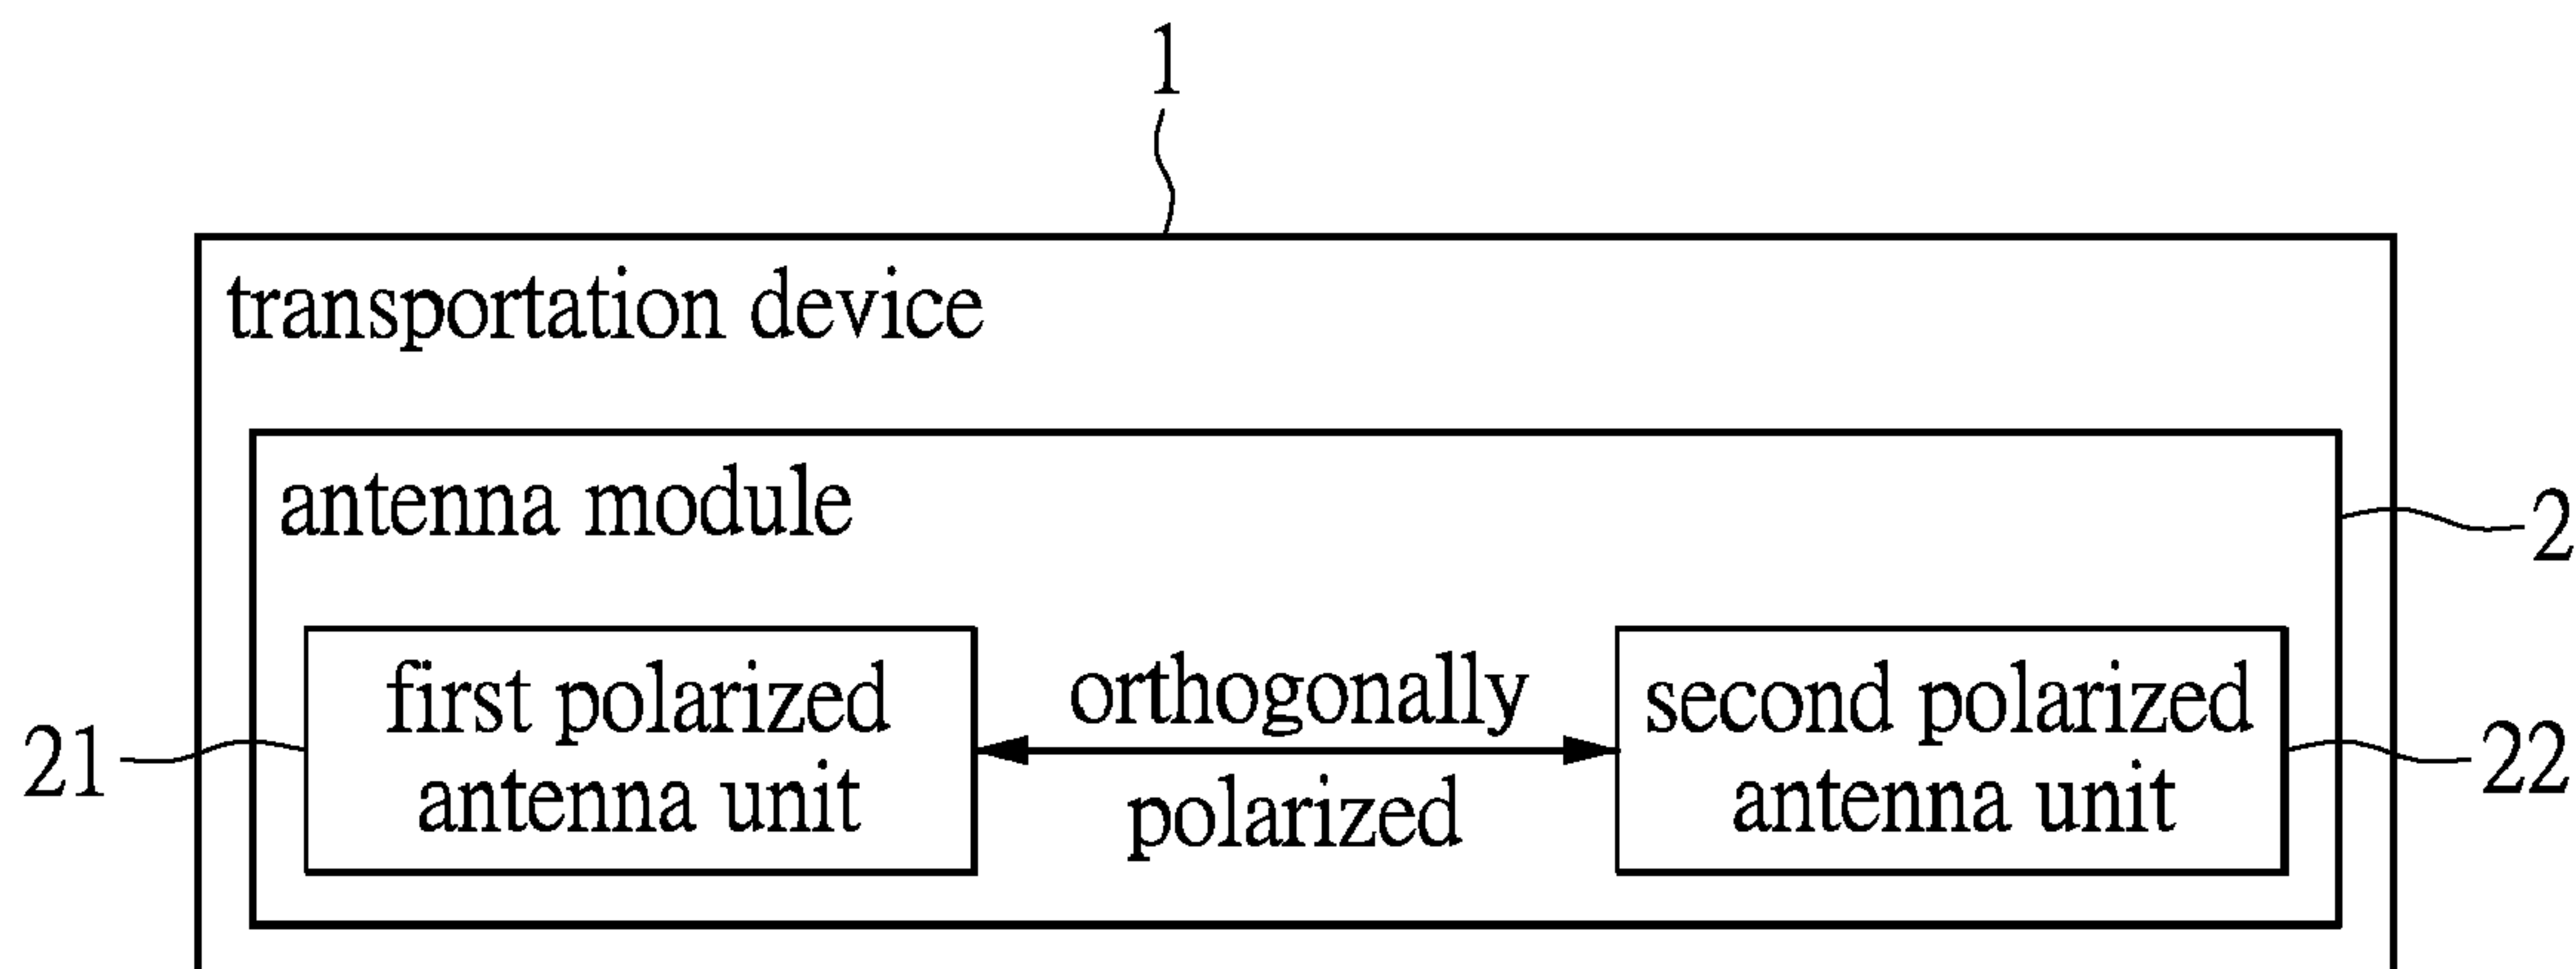 1
transportation device
antenna module
2
first polarized
antenna unit
orthogonally
polarized
second polarized
antenna unit
21
22